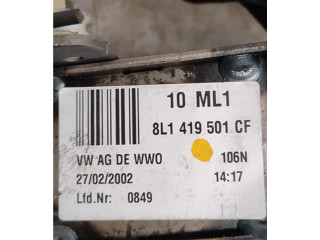 10 ML1
8L1 419 501 CF
VW AG DE WWO 106N
27/02/2002 14:17
Lfd.Nr: 0849